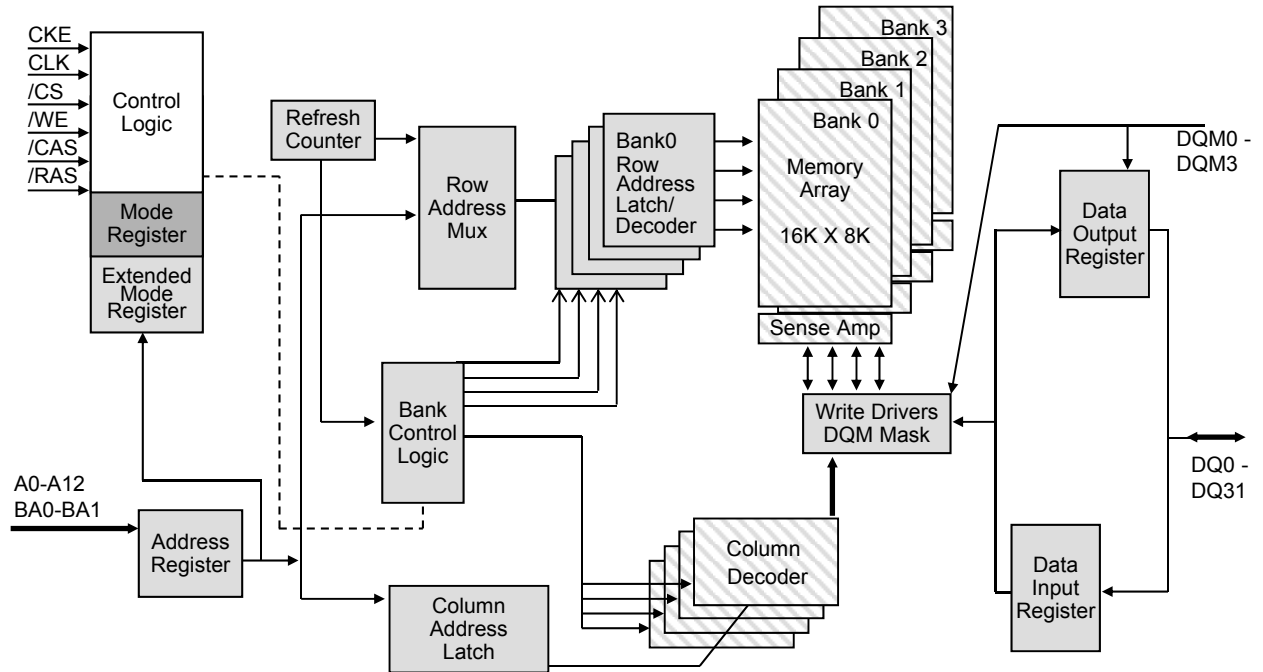 CKE
CLK
/CS
/WE
/CAS
/RAS
Control
Logic
Mode
Register
Extended
Mode
Register
A0-A12
BA0-BA1
Address
Register
Refresh
Counter
Row
Address
Mux
Bank
Control
Logic
Column
Address
Latch
Bank0
Row
Address
Latch/
Decoder
Bank 3
Bank 2
Bank 1
Bank 0
Memory
Array
16K X 8K
Sense Amp
Write Drivers
DQM Mask
Column
Decoder
DQM0 -
DQM3
Data
Output
Register
DQ0 -
DQ31
Data
Input
Register